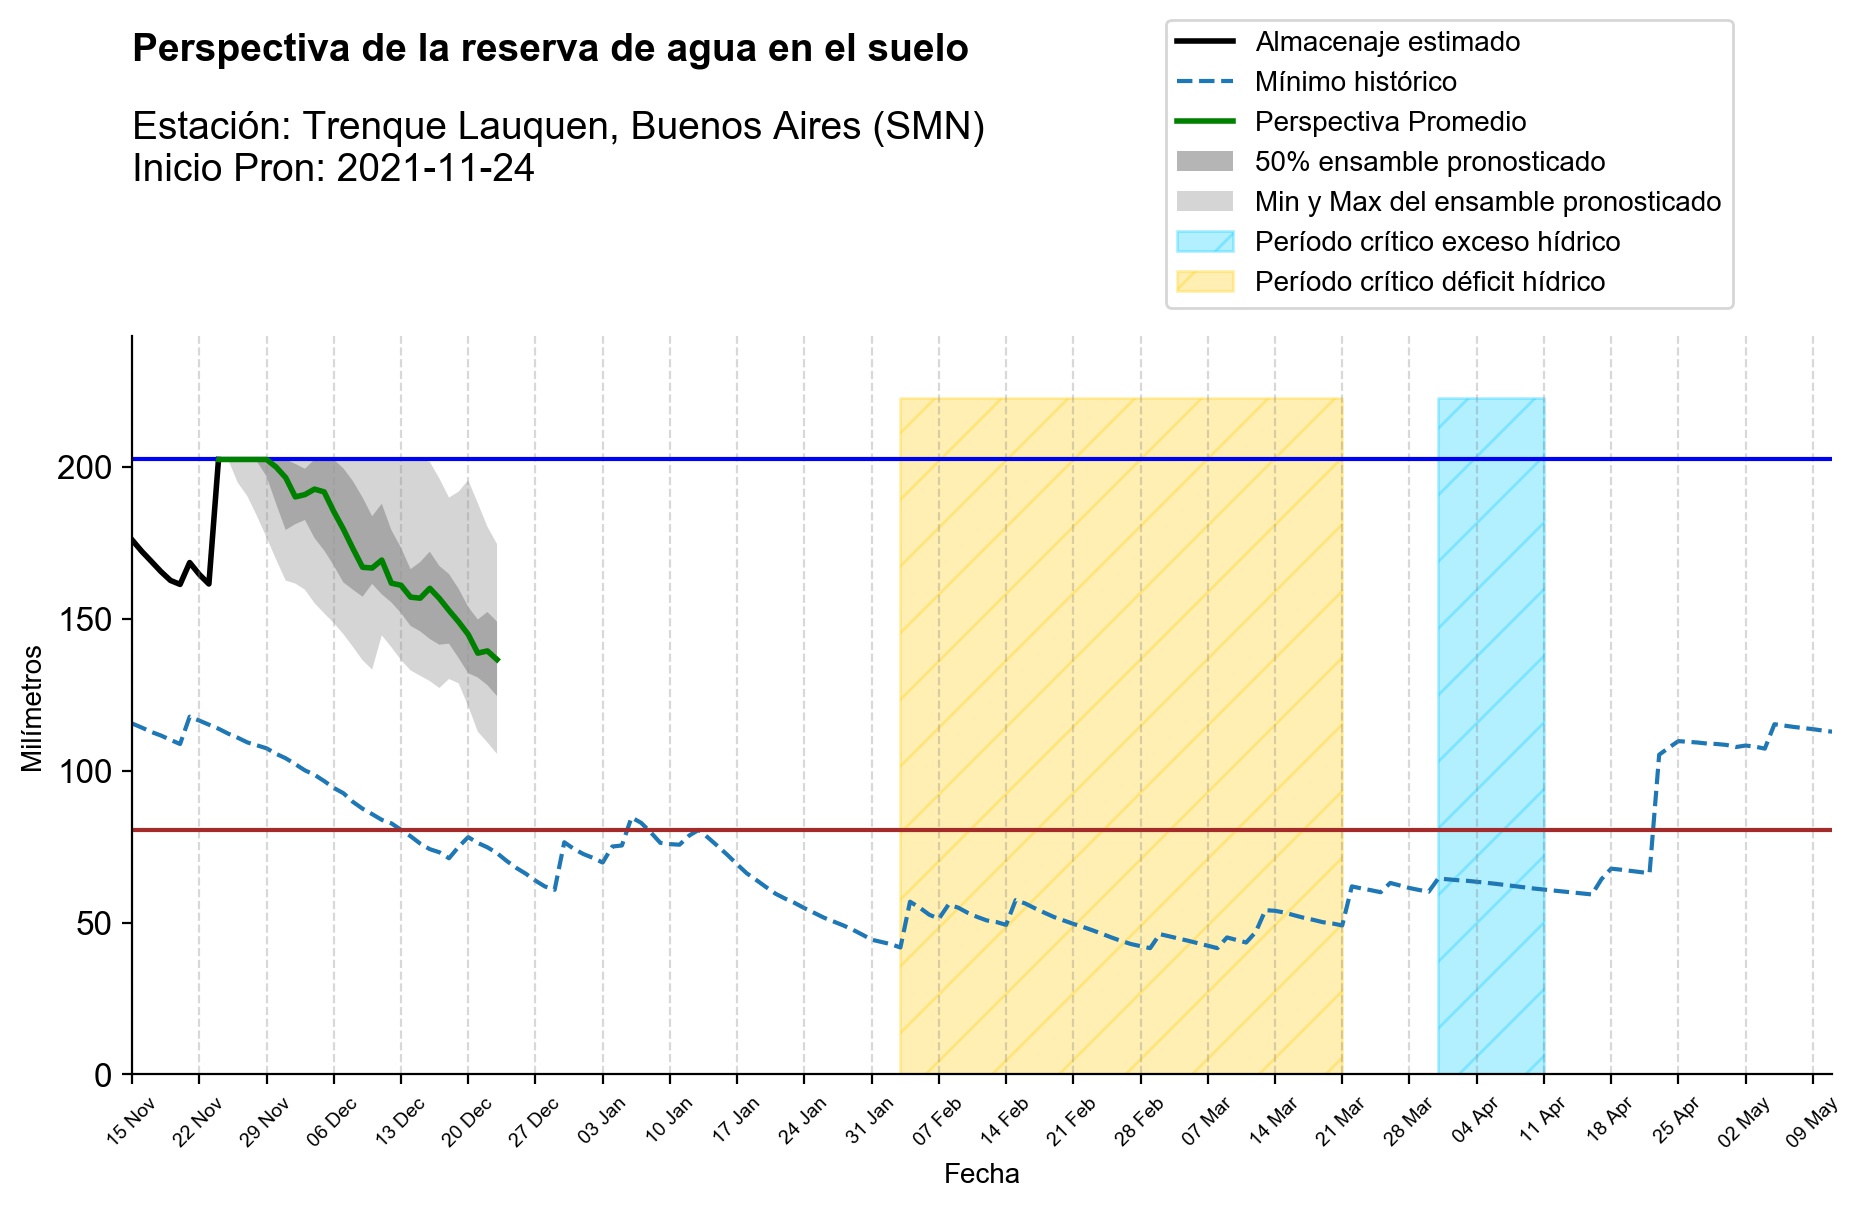 Perspectiva de la reserva de agua en el suelo
Estación: Trenque Lauquen, Buenos Aires (SMN)
Inicio Pron: 2021-11-24
Almacenaje estimado
Mínimo histórico
Perspectiva Promedio
50% ensamble pronosticado
Min y Max del ensamble pronosticado
Período crítico exceso hídrico
Período crítico déficit hídrico
Milímetros
200
150
100
50
0
15 Nov
22 Nov
29 Nov
06 Dec
13 Dec
20 Dec
27 Dec
03 Jan
10 Jan
17 Jan
24 Jan
31 Jan
07 Feb
14 Feb
21 Feb
28 Feb
07 Mar
14 Mar
21 Mar
28 Mar
04 Apr
11 Apr
18 Apr
25 Apr
02 May
09 May
Fecha